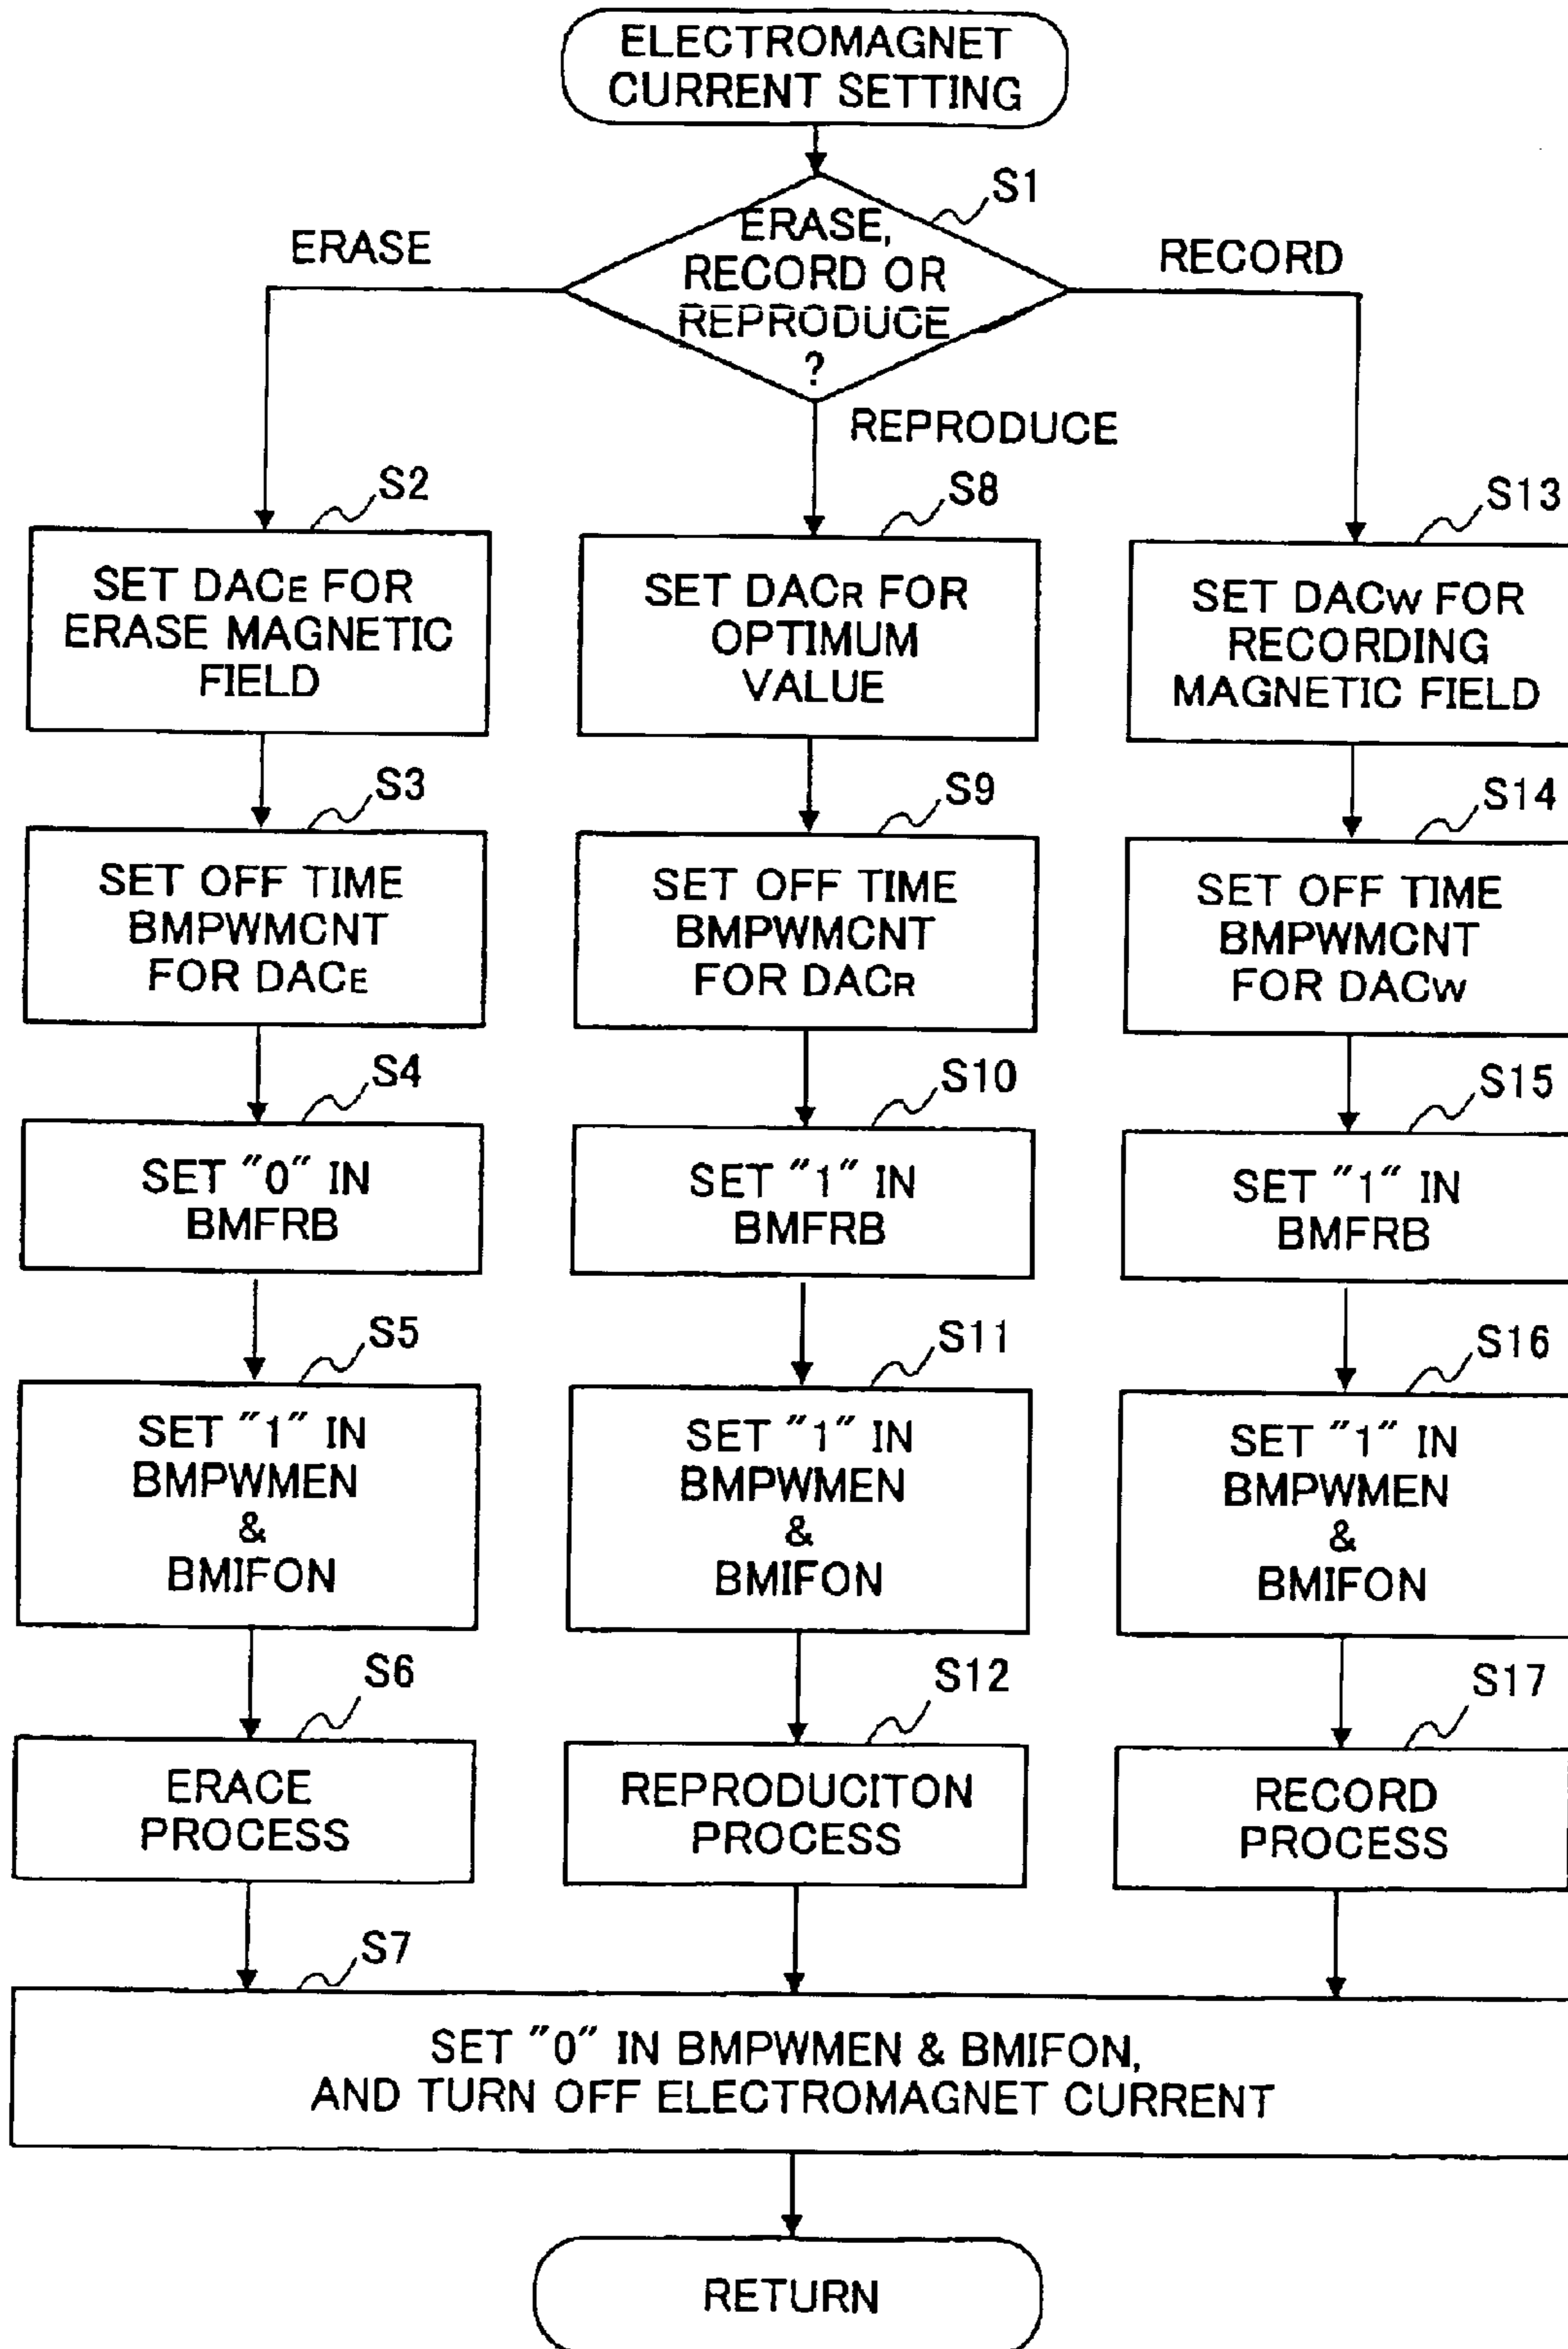 ELECTROMAGNET
CURRENT SETTING
S1
ERASE,
RECORD OR
REPRODUCE
?
ERASE
RECORD
REPRODUCE
S2
SET DACE FOR
ERASE MAGNETIC
FIELD
S3
SET OFF TIME
BMPWMCNT
FOR DACE
S4
SET "0" IN
BMFRB
S5
SET "1" IN
BMPWMEN
&
BMIFON
S6
ERACE
PROCESS
S8
SET DACR FOR
OPTIMUM
VALUE
S9
SET OFF TIME
BMPWMCNT
FOR DACR
S10
SET "1" IN
BMFRB
S11
SET "1" IN
BMPWMEN
&
BMIFON
S12
REPRODUCITON
PROCESS
S13
SET DACW FOR
RECORDING
MAGNETIC FIELD
S14
SET OFF TIME
BMPWMCNT
FOR DACW
S15
SET "1" IN
BMFRB
S16
SET "1" IN
BMPWMEN
&
BMIFON
S17
RECORD
PROCESS
S7
SET "0" IN BMPWMEN & BMIFON,
AND TURN OFF ELECTROMAGNET CURRENT
RETURN